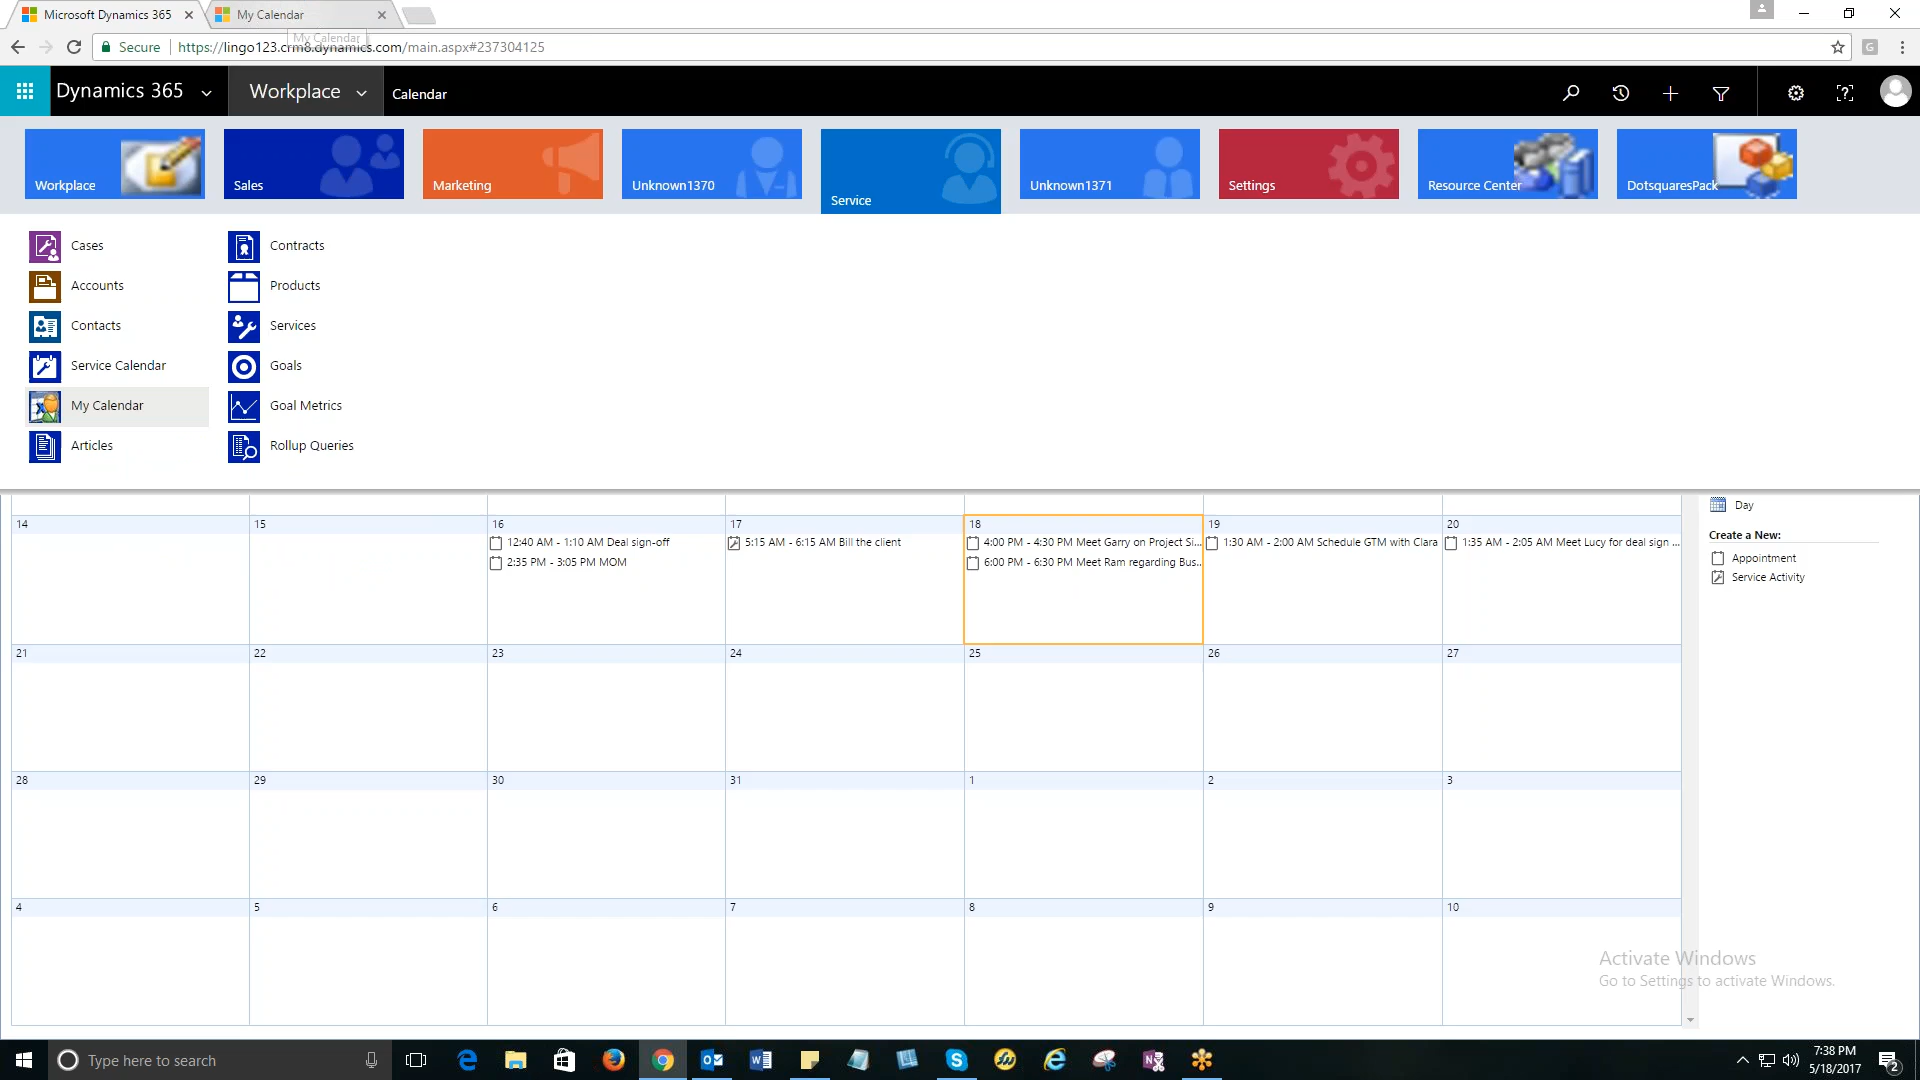 Microsoft Dynamics 365
My Calendar
My Calendar
Secure
https://lingo123.crm8.dynamics.com/main.aspx#237304125
Dynamics 365
Workplace
Calendar
Workplace
Sales
Marketing
Unknown1370
Service
Unknown1371
Settings
Resource Center
DotsquaresPack
Cases
Contracts
Accounts
Products
Contacts
Services
Service Calendar
Goals
My Calendar
Goal Metrics
Articles
Rollup Queries
Day
Create a New:
Appointment
Service Activity
14
15
16
12:40 AM - 1:10 AM Deal sign-off
2:35 PM - 3:05 PM MOM
17
5:15 AM - 6:15 AM Bill the client
18
4:00 PM - 4:30 PM Meet Garry on Project Si...
6:00 PM - 6:30 PM Meet Ram regarding Bus...
19
1:30 AM - 2:00 AM Schedule GTM with Clara
20
1:35 AM - 2:05 AM Meet Lucy for deal sign ...
21
22
23
24
25
26
27
28
29
30
31
1
2
3
4
5
6
7
8
9
10
Activate Windows
Go to Settings to activate Windows.
Type here to search
7:38 PM
5/18/2017
2